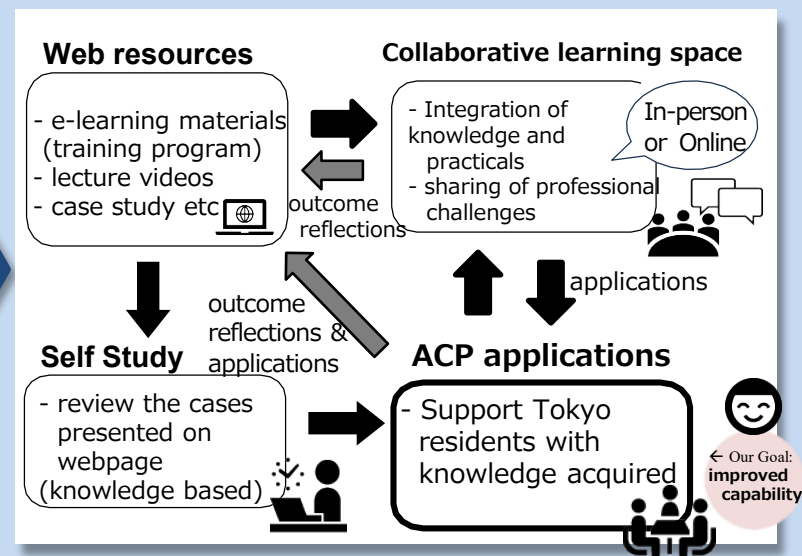 Web resources
- e-learning materials
(training program)
- lecture videos
- case study etc
Collaborative learning space
- Integration of
knowledge and
practicals
- sharing of professional
challenges
In-person
or Online
outcome
reflections
applications
outcome
reflections &
applications
Self Study
- review the cases
presented on
webpage
(knowledge based)
ACP applications
- Support Tokyo
residents with
knowledge acquired
← Our Goal:
improved
capability